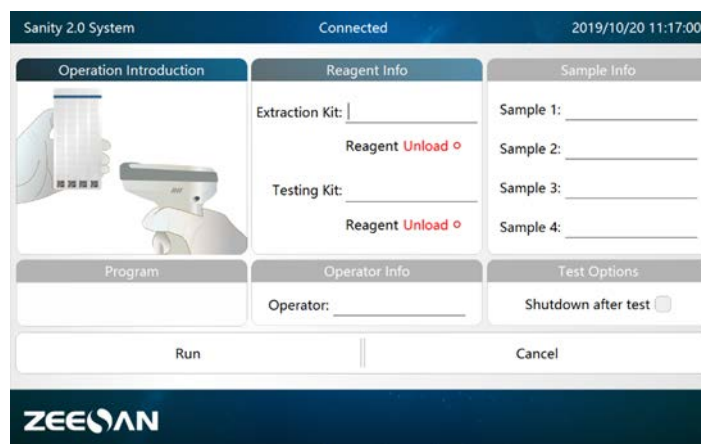 Sanity 2.0 System
Connected
2019/10/20 11:17:00
Operation Introduction
Reagent Info
Sample Info
Extraction Kit:
Reagent Unload
Testing Kit:
Reagent Unload
Sample 1:
Sample 2:
Sample 3:
Sample 4:
Program
Operator Info
Operator:
Test Options
Shutdown after test
Run
Cancel
ZEESAN